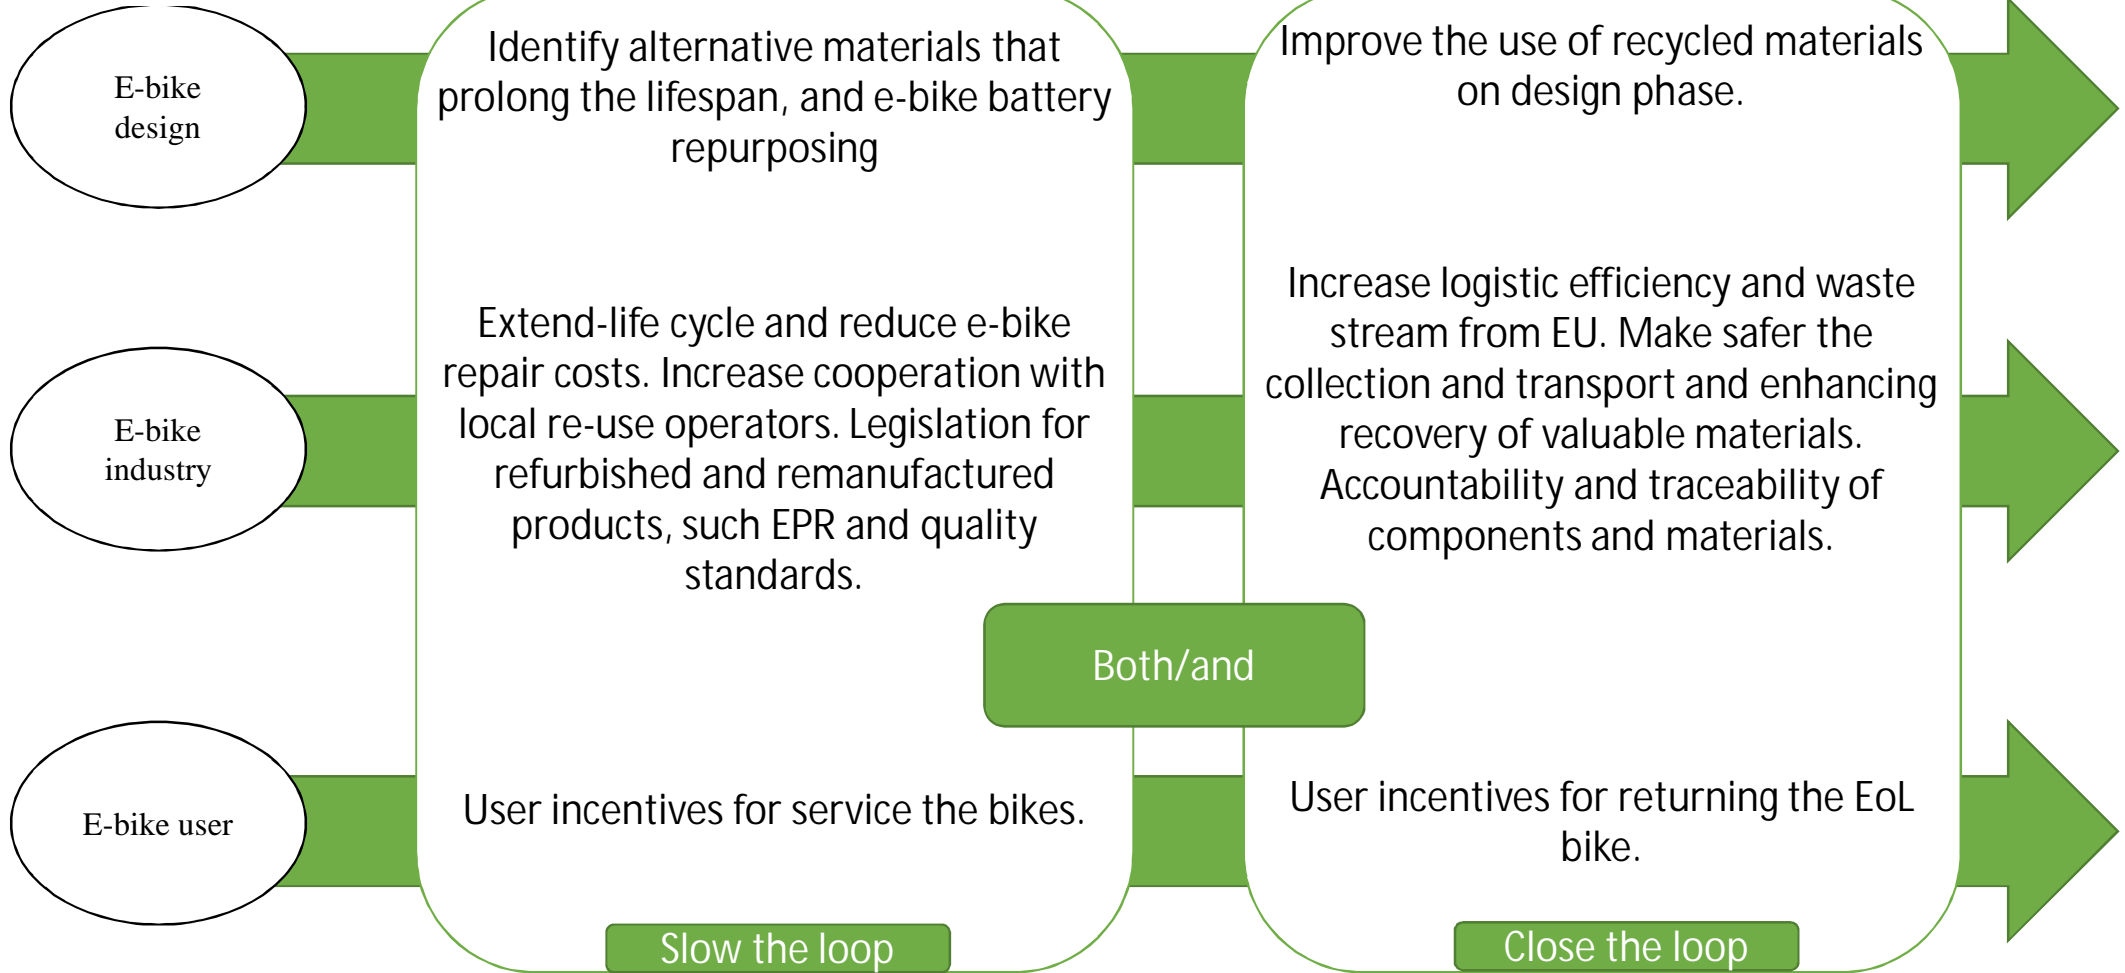 E-bike
design
Identify alternative materials that
prolong the lifespan, and e-bike battery
repurposing
Improve the use of recycled materials
on design phase.
E-bike
industry
Extend-life cycle and reduce e-bike
repair costs. Increase cooperation with
local re-use operators. Legislation for
refurbished and remanufactured
products, such EPR and quality
standards.
Increase logistic efficiency and waste
stream from EU. Make safer the
collection and transport and enhancing
recovery of valuable materials.
Accountability and traceability of
components and materials.
Both/and
E-bike user
User incentives for service the bikes.
User incentives for returning the EoL
bike.
Slow the loop
Close the loop